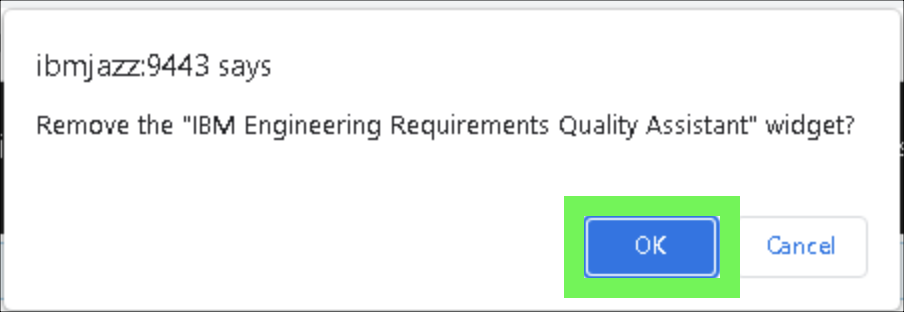 ibmjazz:9443 says
Remove the "IBM Engineering Requirements Quality Assistant" widget?
OK
Cancel